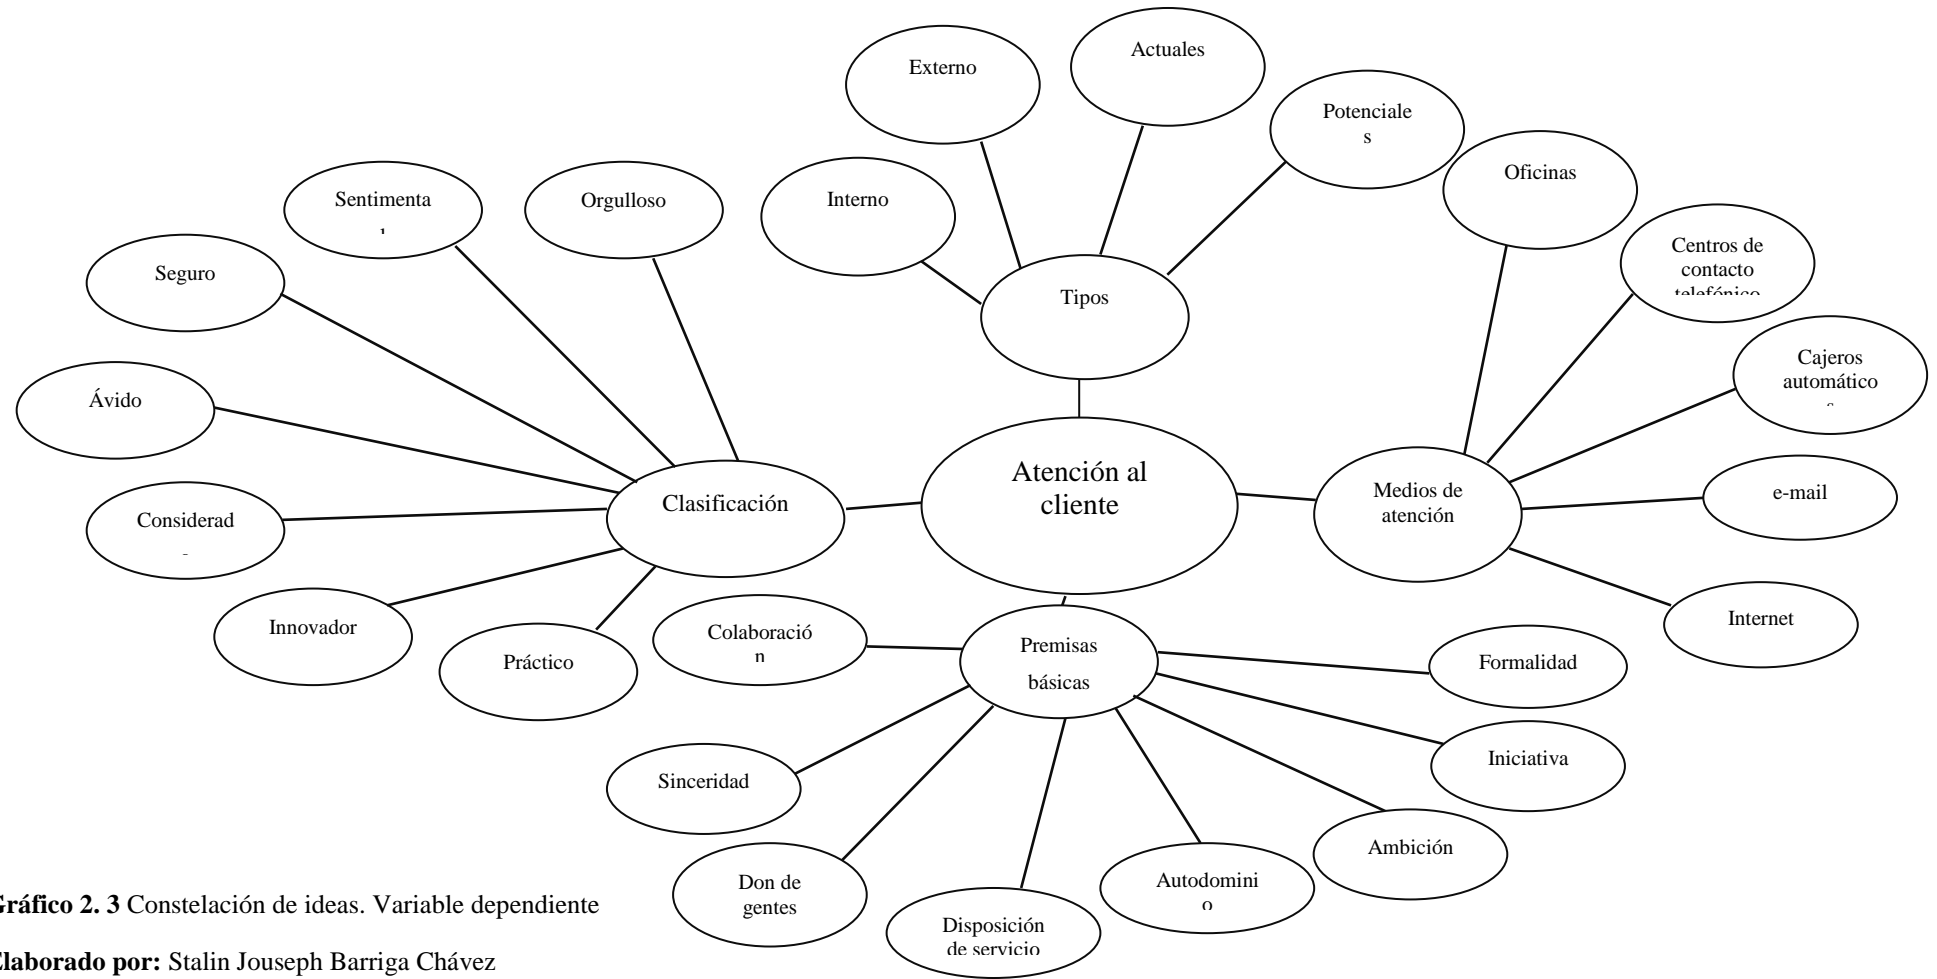 Externo
Actuales
Potenciale
s
Oficinas
Centros de
contacto
telefónico
Cajeros
automático
s
e-mail
Internet
Sentimenta
l
Orgulloso
Interno
Seguro
Tipos
Ávido
Clasificación
Atención al
cliente
Medios de
atención
Considerad
Innovador
Práctico
Colaboració
n
Premisas
básicas
Formalidad
Iniciativa
Sinceridad
Ambición
Don de
gentes
Disposición
de servicio
Autodomini
o
Gráfico 2. 3 Constelación de ideas. Variable dependiente
Elaborado por: Stalin Jouseph Barriga Chávez